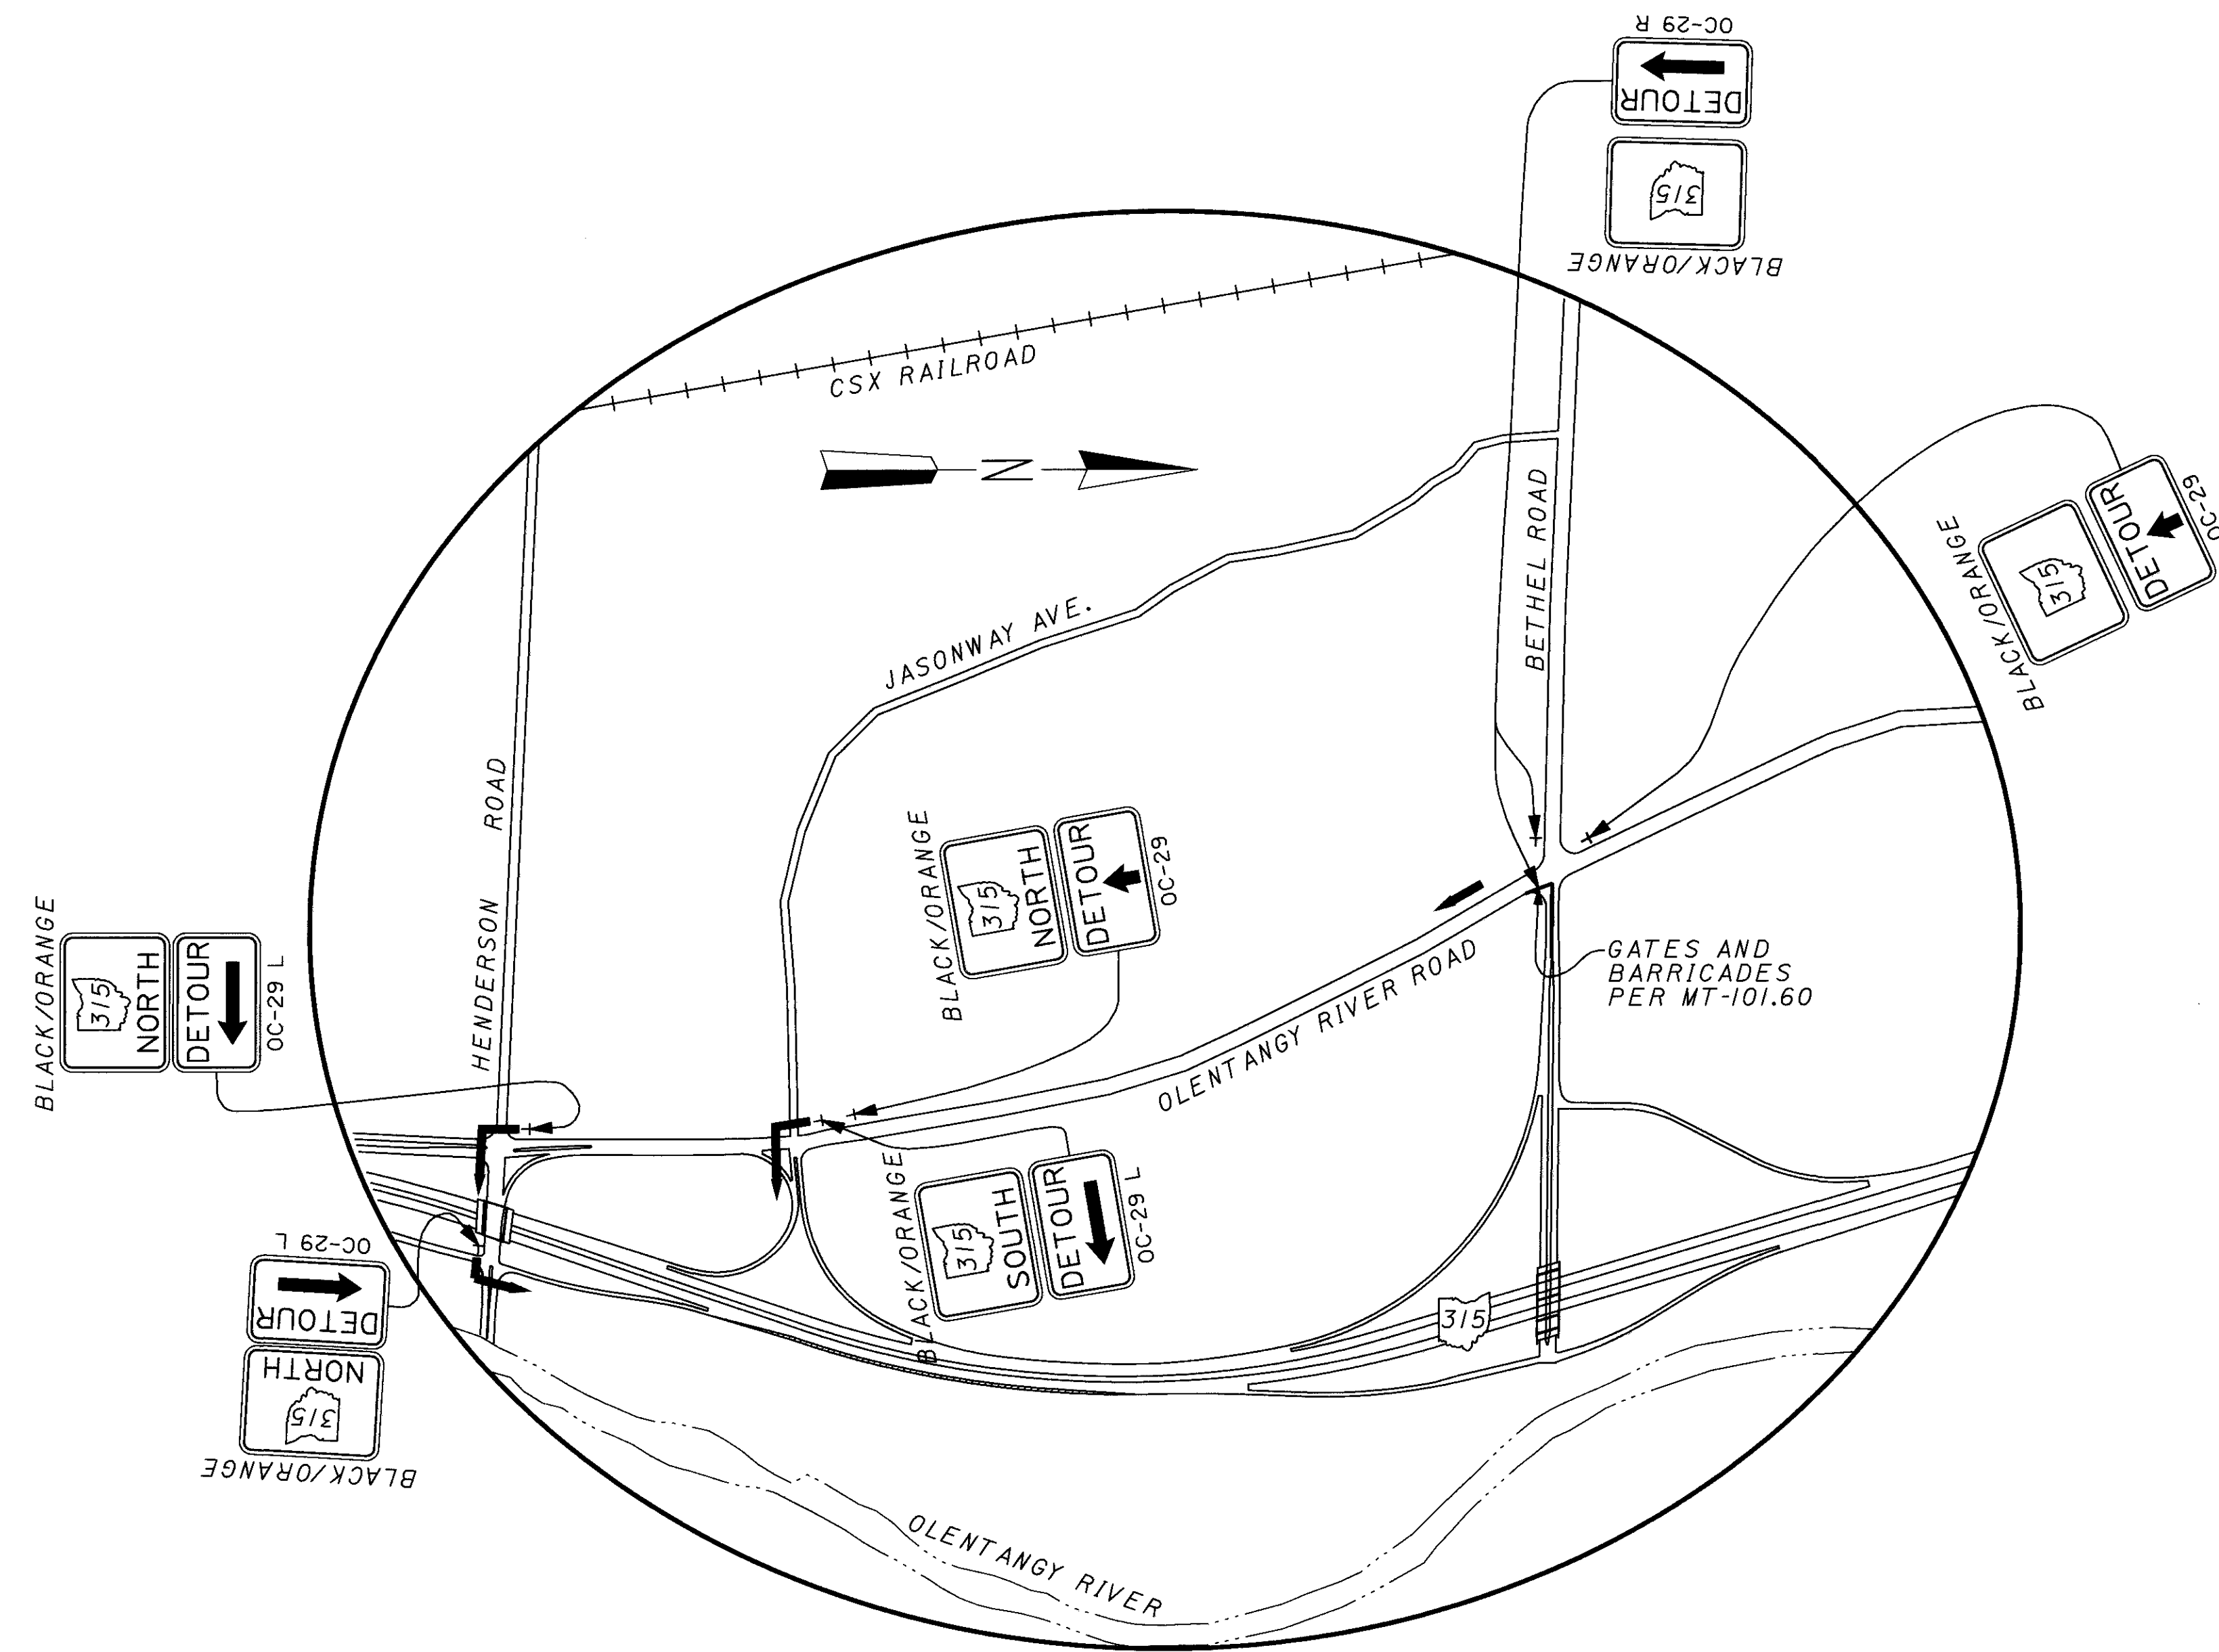 OC-29 R
DETOUR
315
BLACK/ORANGE
CSX RAILROAD
N
BETHEL ROAD
OC-29
DETOUR
315
BLACK/ORANGE
JASONWAY AVE.
HENDERSON ROAD
BLACK/ORANGE
315
NORTH
DETOUR
OC-29
BLACK/ORANGE
315
NORTH
DETOUR
OC-29 L
GATES AND
BARRICADES
PER MT-101.60
OLENTANGY RIVER ROAD
BLACK/ORANGE
315
SOUTH
DETOUR
OC-29 L
OC-29 L
DETOUR
NORTH
315
BLACK/ORANGE
315
OLENTANGY RIVER